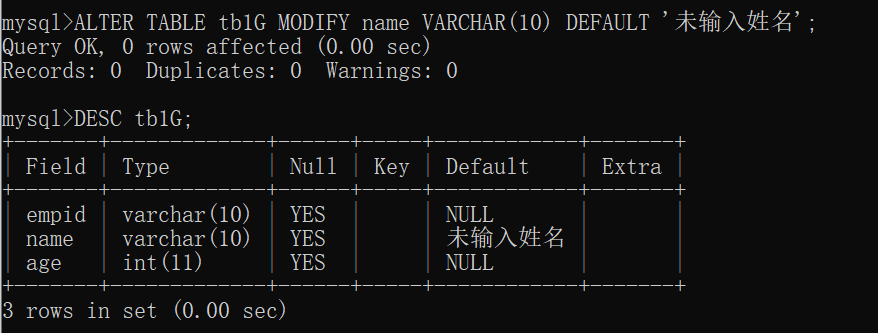 mysql>ALTER TABLE tb1G MODIFY name VARCHAR(10) DEFAULT '未输入姓名';
Query OK, 0 rows affected (0.00 sec)
Records: 0  Duplicates: 0  Warnings: 0
mysql>DESC tb1G;
+-------+-------------+------+-----+------------+-------+
| Field | Type        | Null | Key | Default    | Extra |
+-------+-------------+------+-----+------------+-------+
| empid | varchar(10) | YES  |     | NULL       |       |
| name  | varchar(10) | YES  |     | 未输入姓名 |       |
| age   | int(11)     | YES  |     | NULL       |       |
+-------+-------------+------+-----+------------+-------+
3 rows in set (0.00 sec)